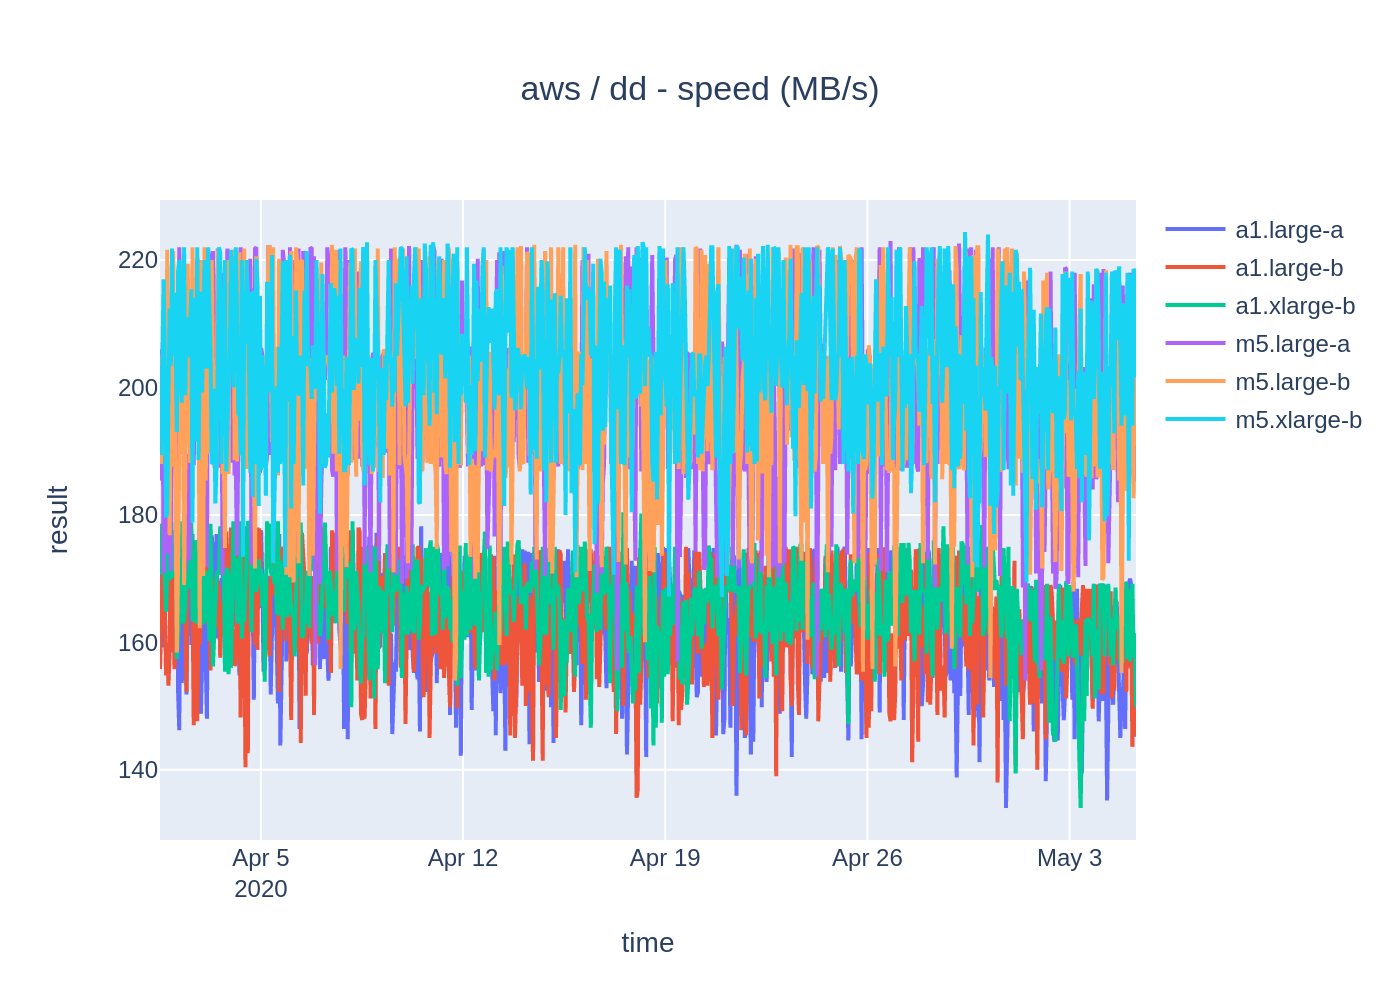 aws / dd - speed (MB/s)
220
200
180
160
140
result
Apr 5
2020
Apr 12
Apr 19
Apr 26
May 3
time
a1.large-a
a1.large-b
a1.xlarge-b
m5.large-a
m5.large-b
m5.xlarge-b